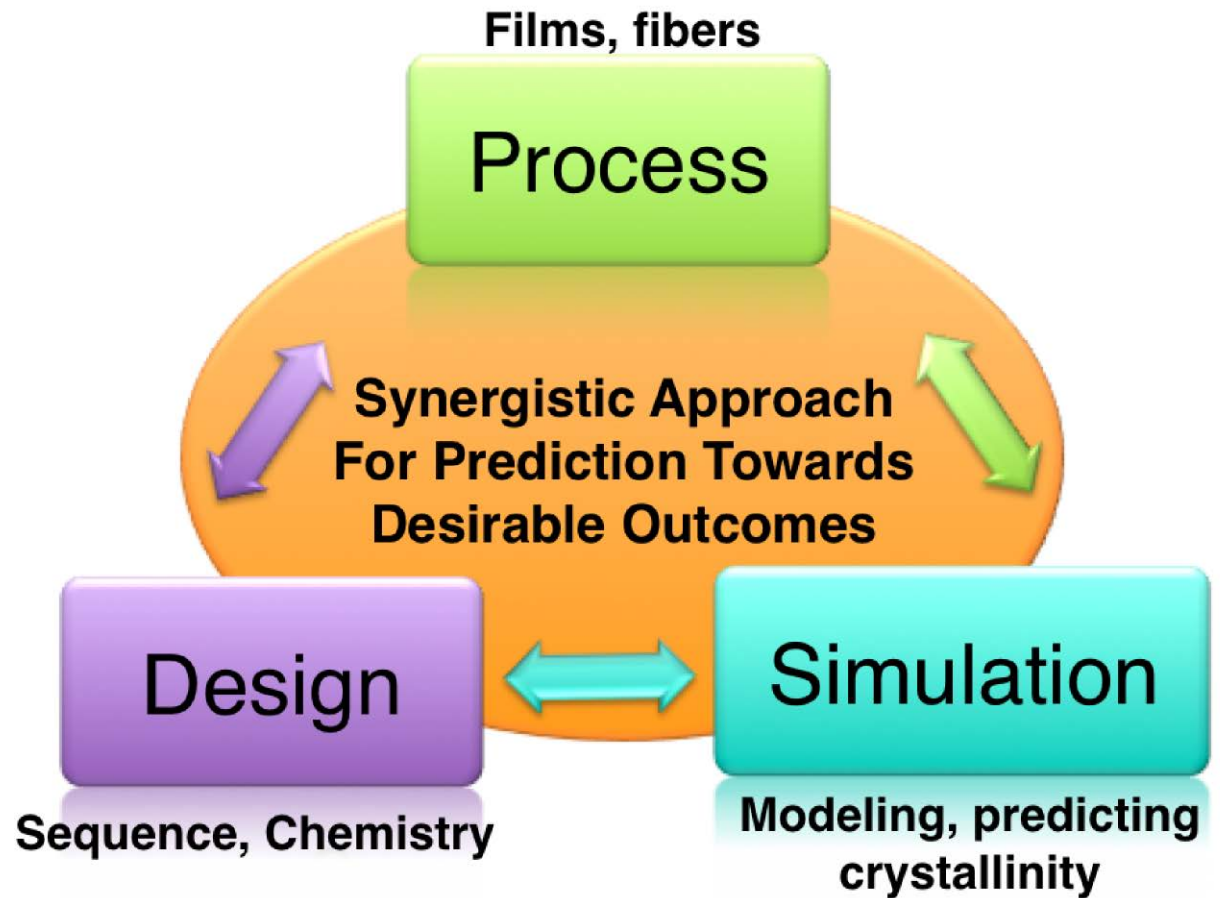 Films, fibers
Process
Synergistic Approach
For Prediction Towards
Desirable Outcomes
Design
Simulation
Sequence, Chemistry
Modeling, predicting
crystallinity